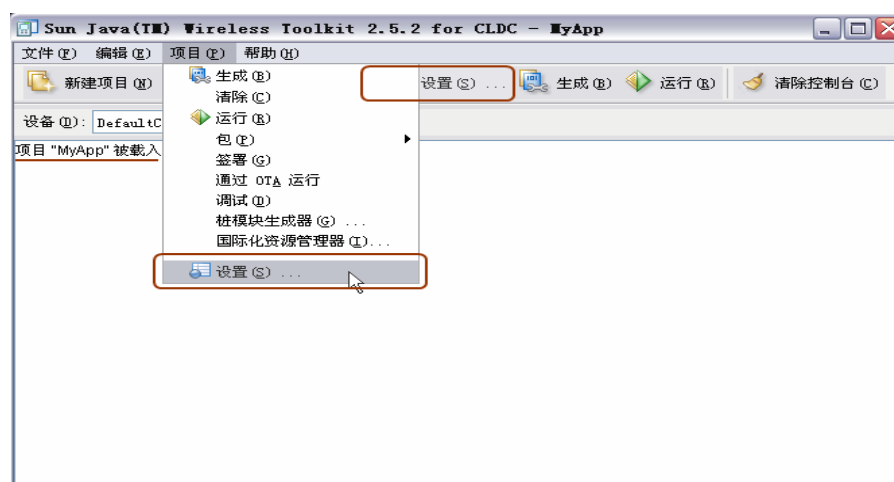 Sun Java(TM) Wireless Toolkit 2.5.2 for CLDC - MyApp
文件(F) 编辑(E) 项目(P) 帮助(H)
新建项目(N) 设置(S) ... 生成(B) 运行(R) 清除控制台(C)
设备(D): DefaultC
项目 "MyApp" 被载入
生成(B)
清除(C)
运行(R)
包(P)
签署(G)
通过 OTA 运行
调试(D)
桩模块生成器(G) ...
国际化资源管理器(I)...
设置(S) ...